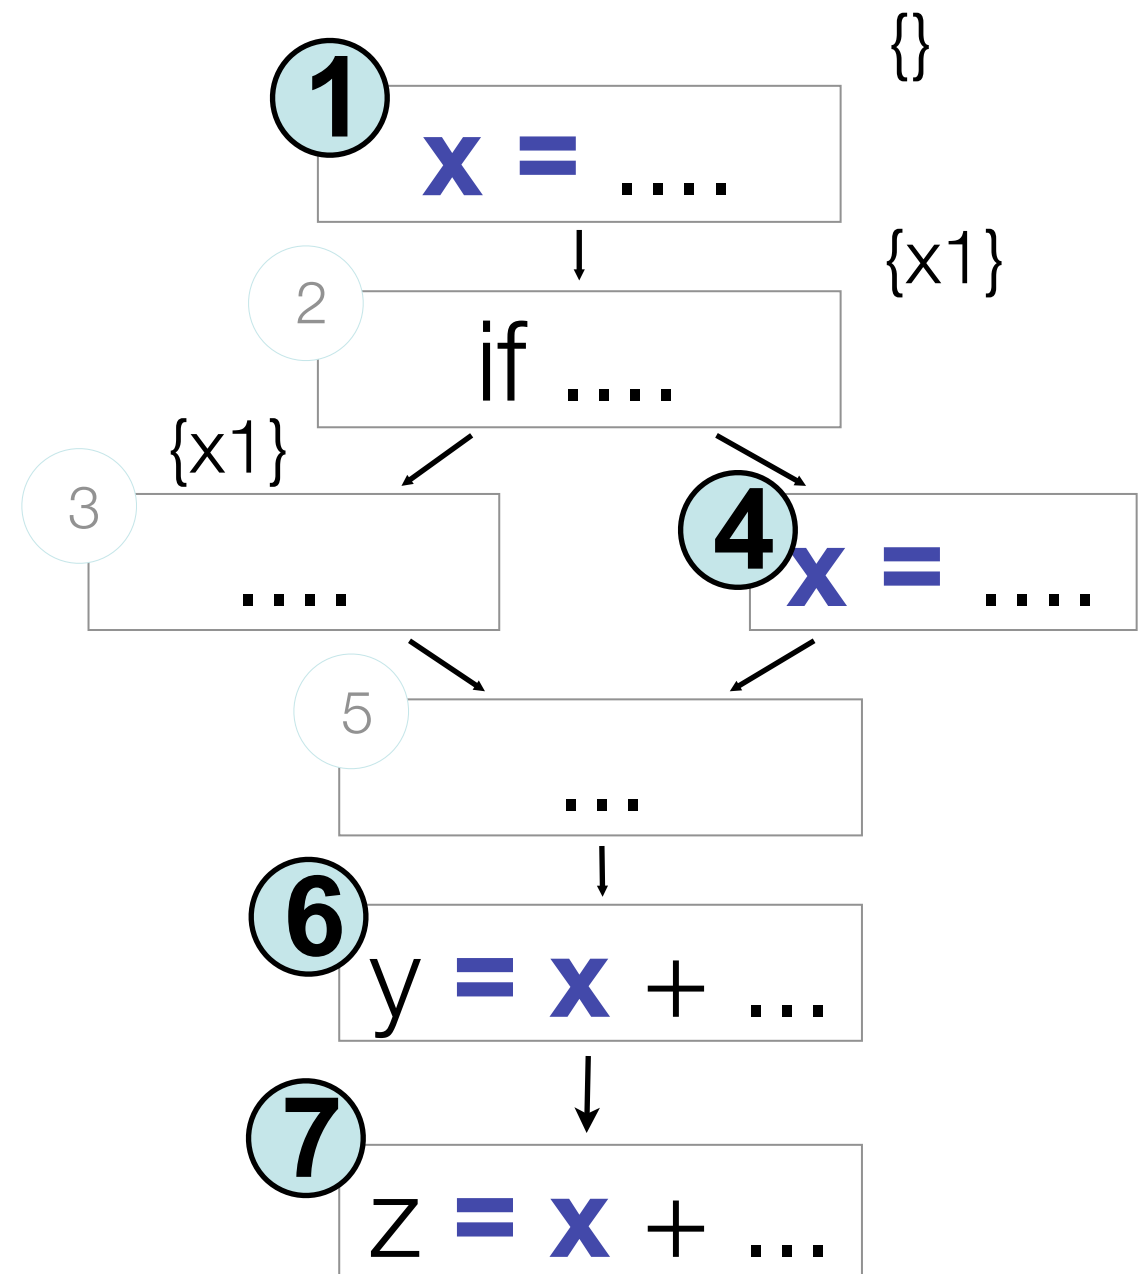 {}
1
x = ....
{x1}
2
if ....
{x1}
3
....
4
x = ....
5
...
6
y = x + ...
7
z = x + ...